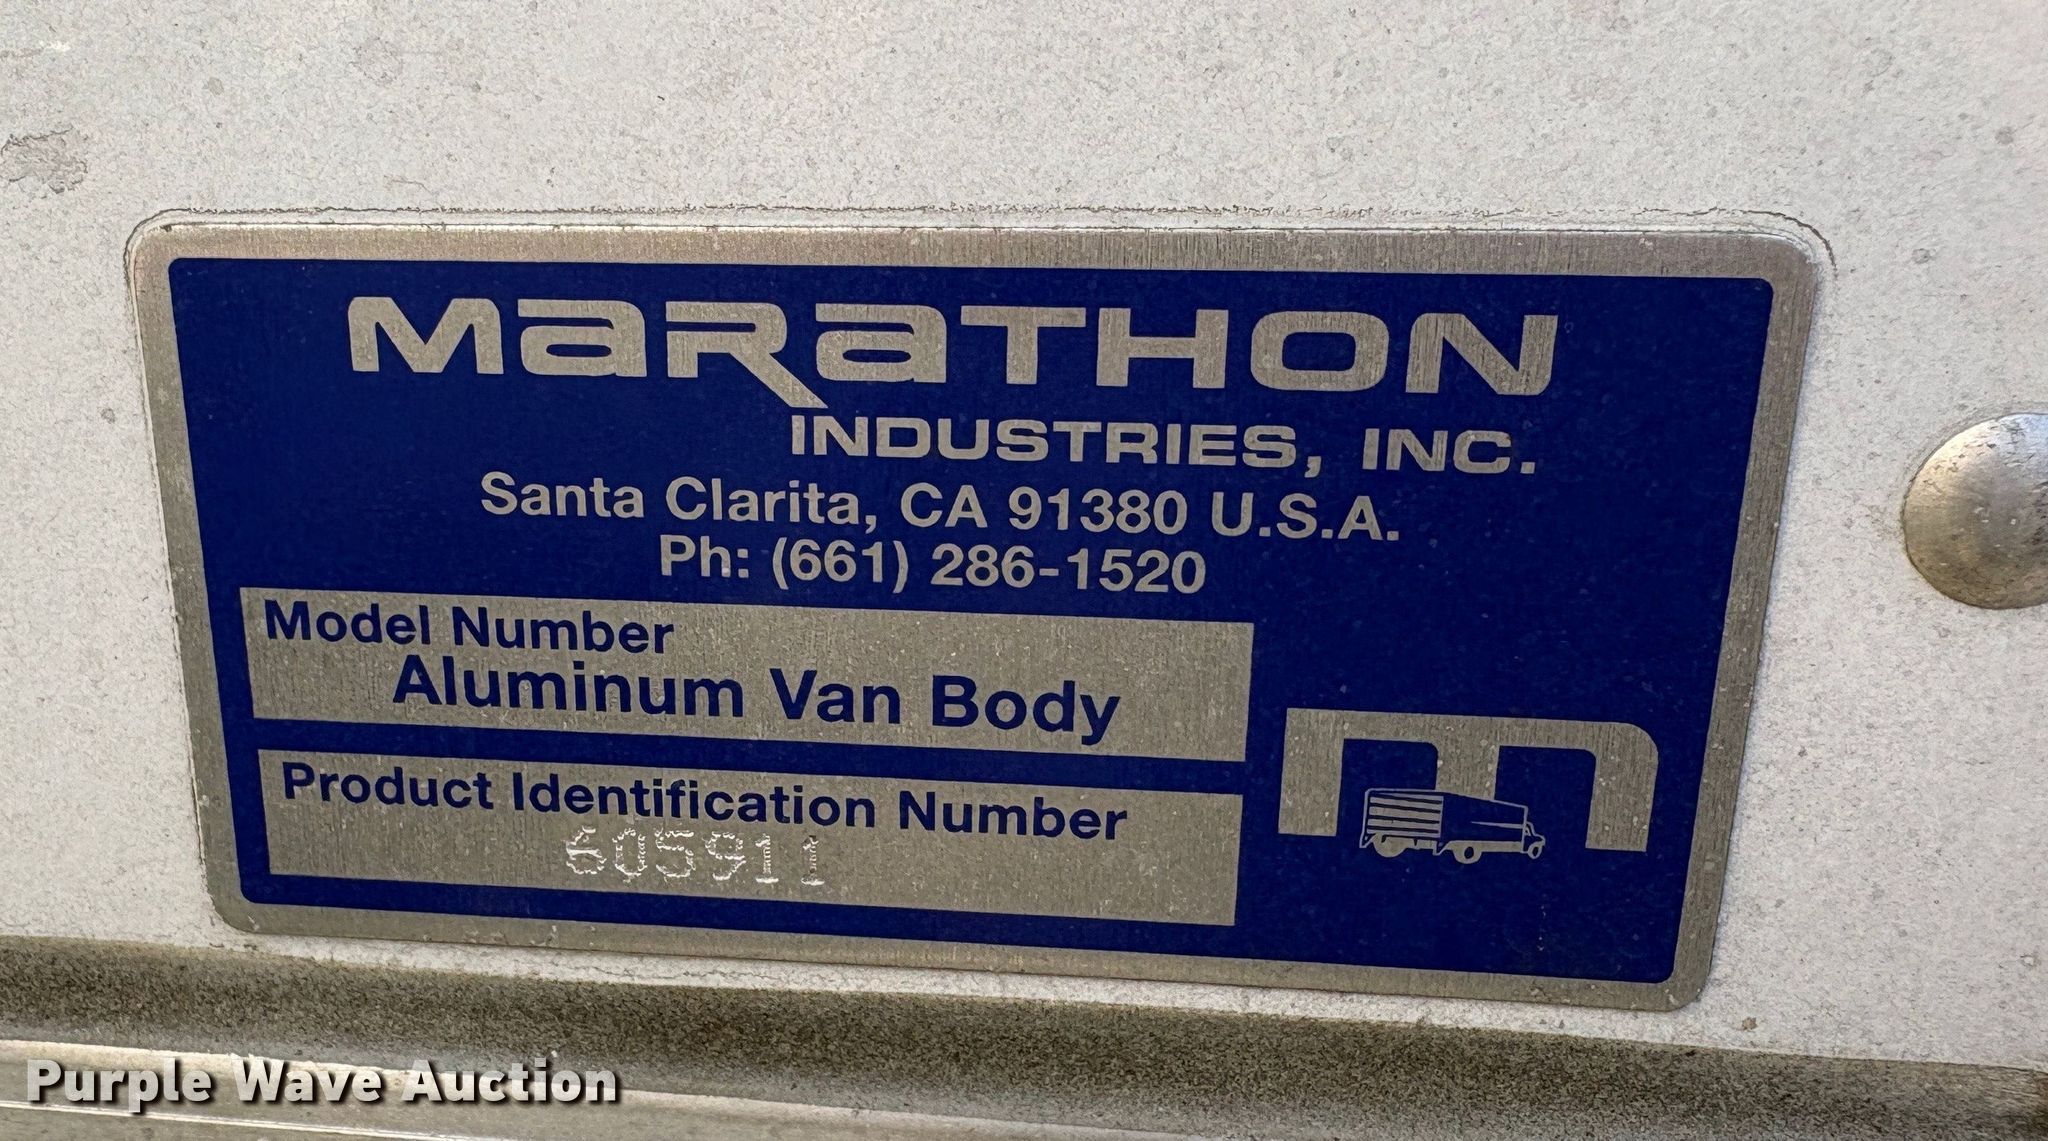 MaRaTHON
INDUSTRIES, INC.
Santa Clarita, CA 91380 U.S.A.
Ph: (661) 286-1520
Model Number
Aluminum Van Body
Product Identification Number
605911
m
Purple Wave Auction